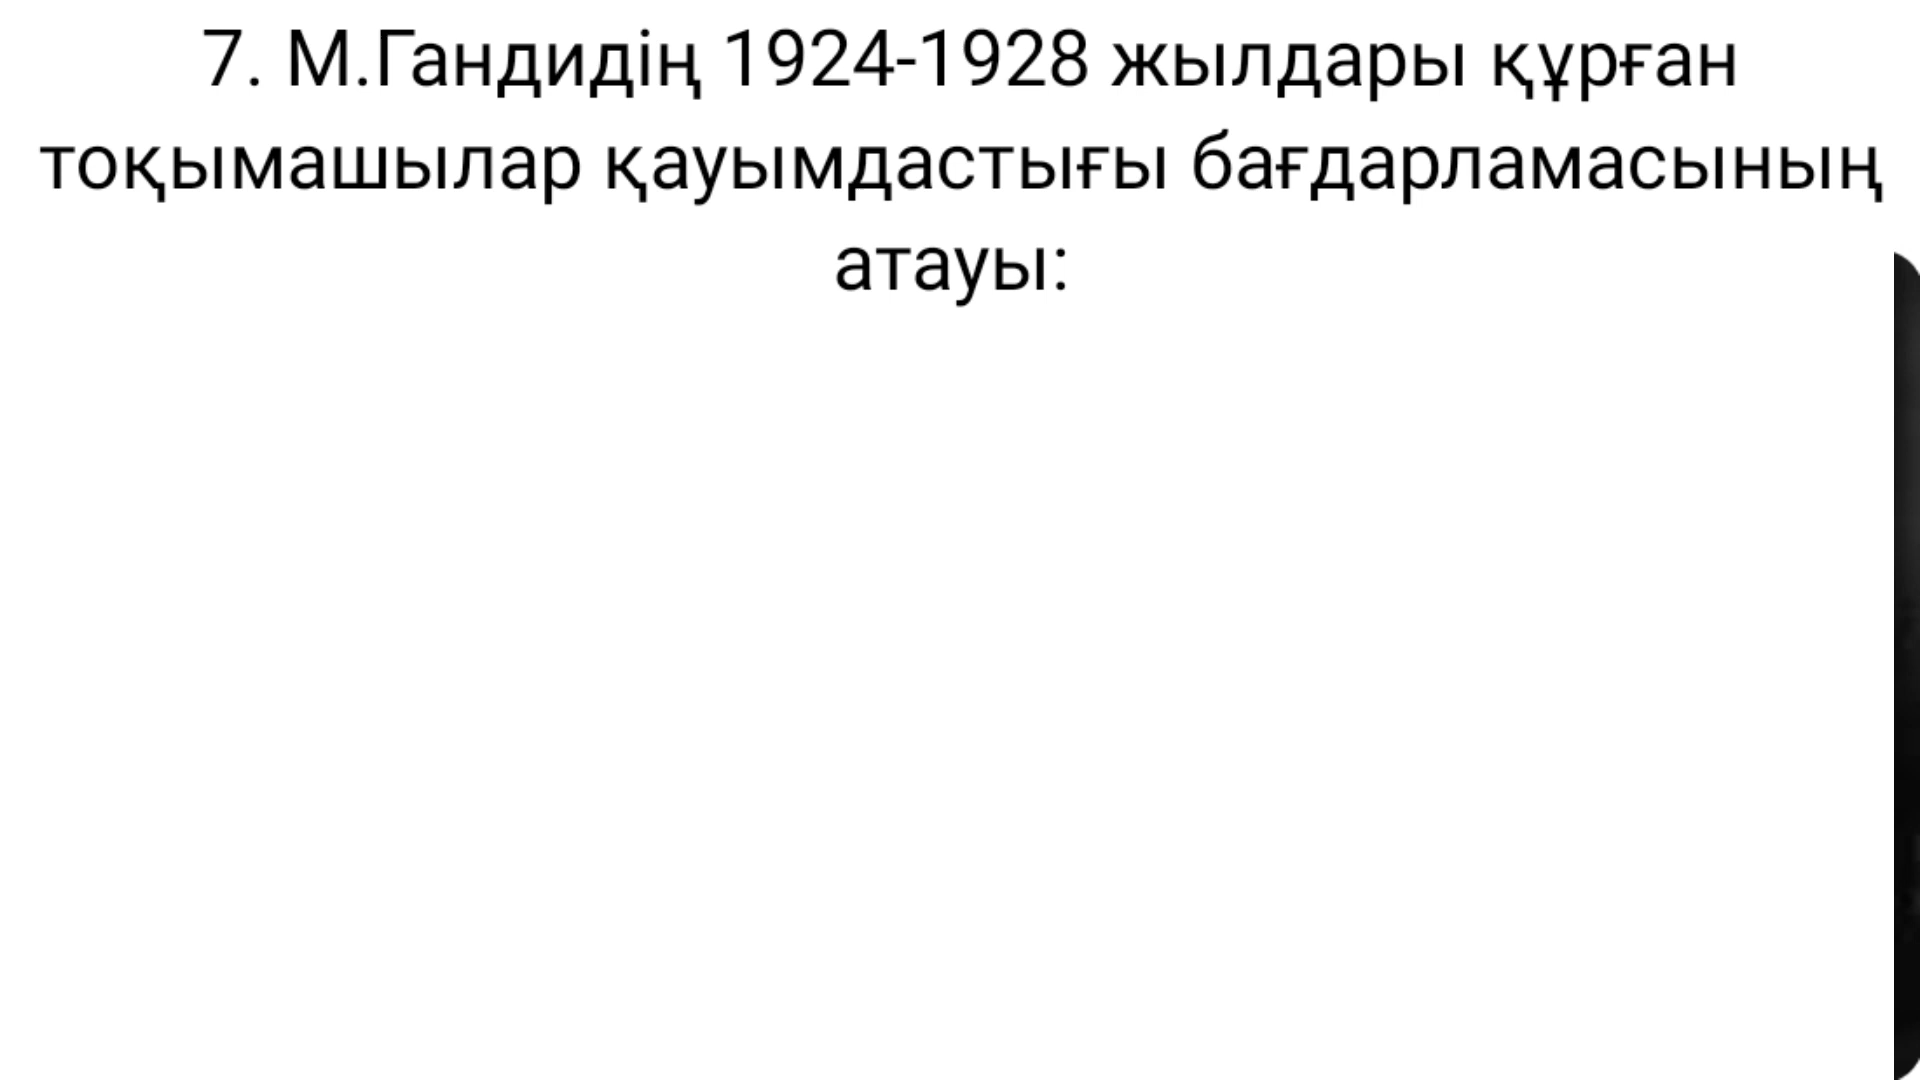 7. М.Гандидің 1924-1928 жылдары құрған
тоқымашылар қауымдастығы бағдарламасының
атауы: